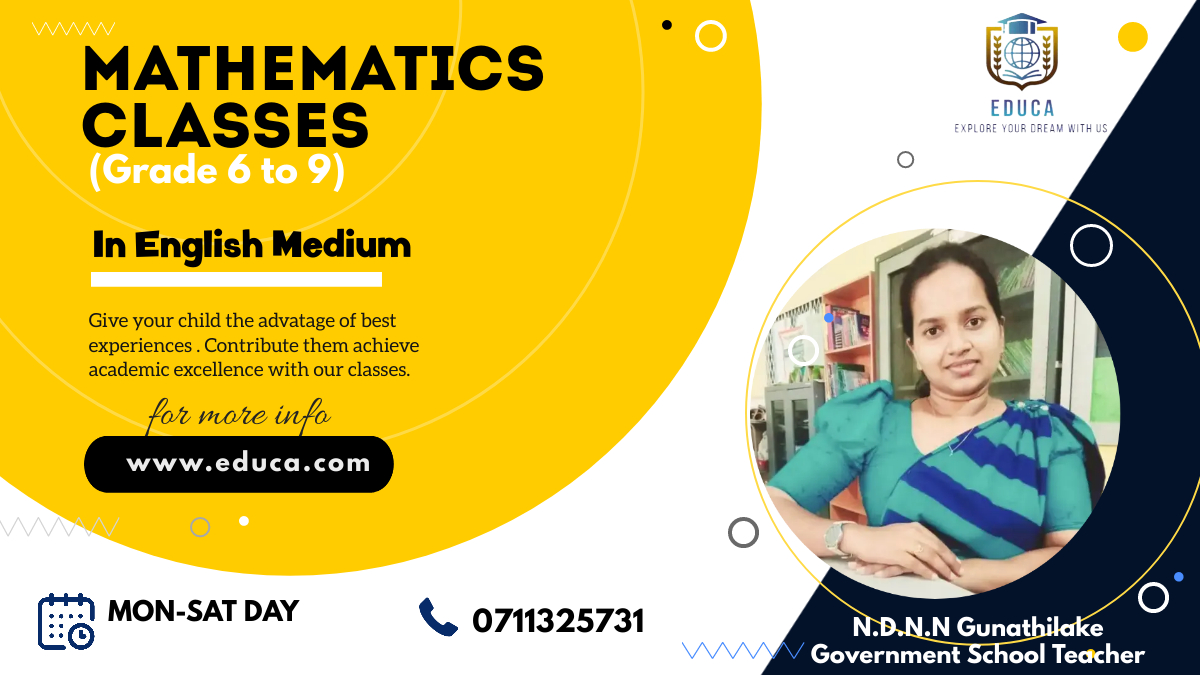 MATHEMATICS
CLASSES
(Grade 6 to 9)
In English Medium
Give your child the advatage of best
experiences . Contribute them achieve
academic excellence with our classes.
for more info
www.educa.com
MON-SAT DAY
0711325731
EDUCA
EXPLORE YOUR DREAM WITH US
N.D.N.N Gunathilake
Government School Teacher